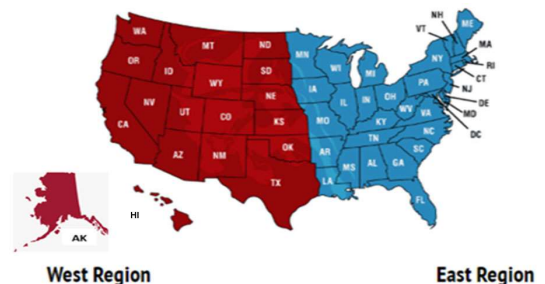 NH
ME
VT
WA
MT
ND
MN
MA
OR
ID
SD
WI
MI
NY
RI
WY
CT
IA
PA
NJ
NV
NE
IL
IN
OH
DE
UT
CO
WV
VA
MD
CA
KS
MO
KY
DC
NC
TN
AZ
NM
OK
AR
SC
MS
AL
GA
TX
LA
FL
HI
AK
West Region
East Region